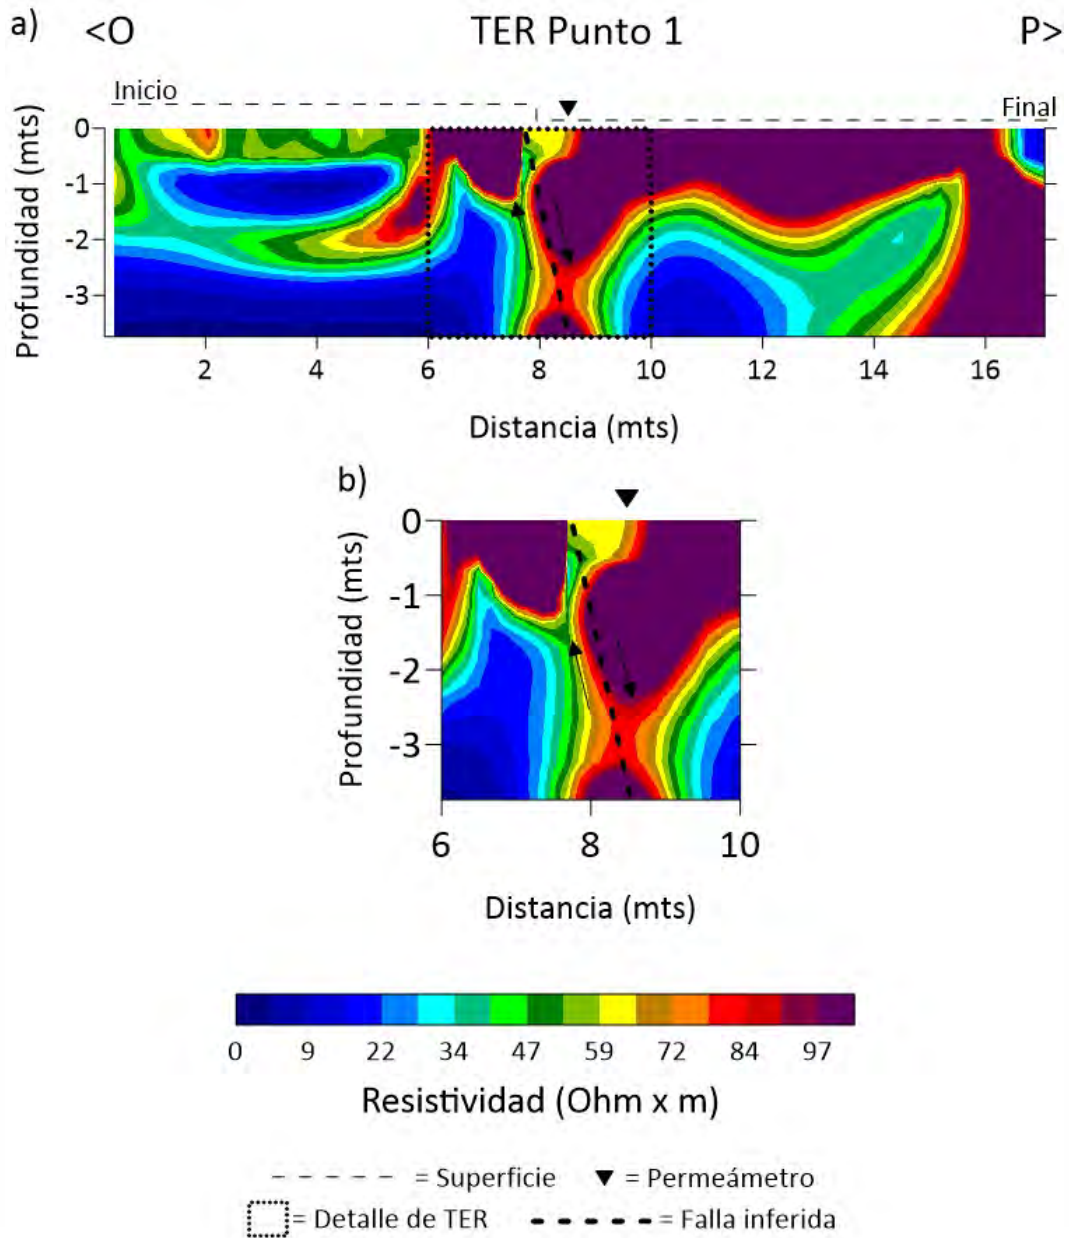 a) <O TER Punto 1 P>
Inicio
Final
Profundidad (mts)
0
-1
-2
-3
2 4 6 8 10 12 14 16
Distancia (mts)
b)
Profundidad (mts)
0
-1
-2
-3
6 8 10
Distancia (mts)
0 9 22 34 47 59 72 84 97
Resistividad (Ohm x m)
= Superficie = Permeámetro
= Detalle de TER = Falla inferida